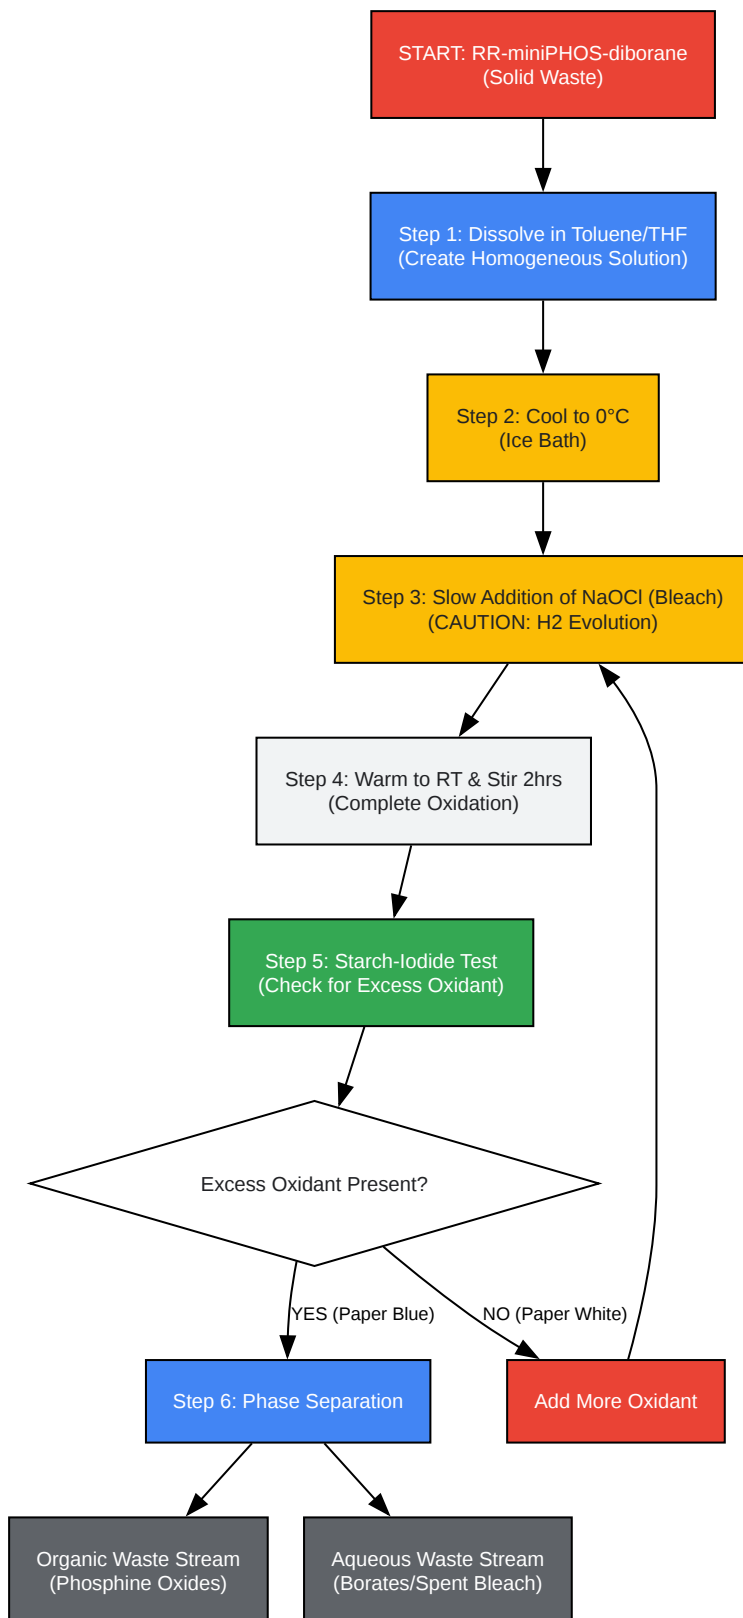 START: RR-miniPHOS-diborane
(Solid Waste)
Step 1: Dissolve in Toluene/THF
(Create Homogeneous Solution)
Step 2: Cool to 0°C
(Ice Bath)
Step 3: Slow Addition of NaOCl (Bleach)
(CAUTION: H2 Evolution)
Step 4: Warm to RT & Stir 2hrs
(Complete Oxidation)
Step 5: Starch-Iodide Test
(Check for Excess Oxidant)
Excess Oxidant Present?
YES (Paper Blue)
NO (Paper White)
Step 6: Phase Separation
Add More Oxidant
Organic Waste Stream
(Phosphine Oxides)
Aqueous Waste Stream
(Borates/Spent Bleach)